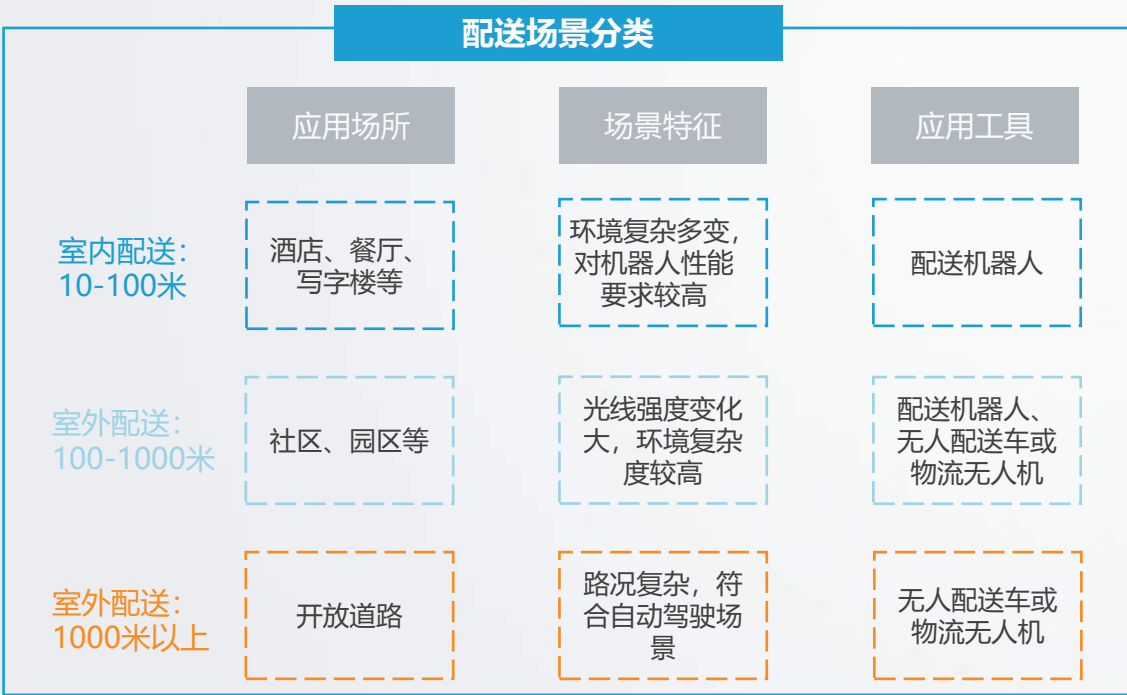 配送场景分类
应用场所
场景特征
应用工具
室内配送：
10-100米
酒店、餐厅、
写字楼等
环境复杂多变，
对机器人性能
要求较高
配送机器人
室外配送：
100-1000米
社区、园区等
光线强度变化
大，环境复杂
度较高
配送机器人、
无人配送车或
物流无人机
室外配送：
1000米以上
开放道路
路况复杂，符
合自动驾驶场
景
无人配送车或
物流无人机